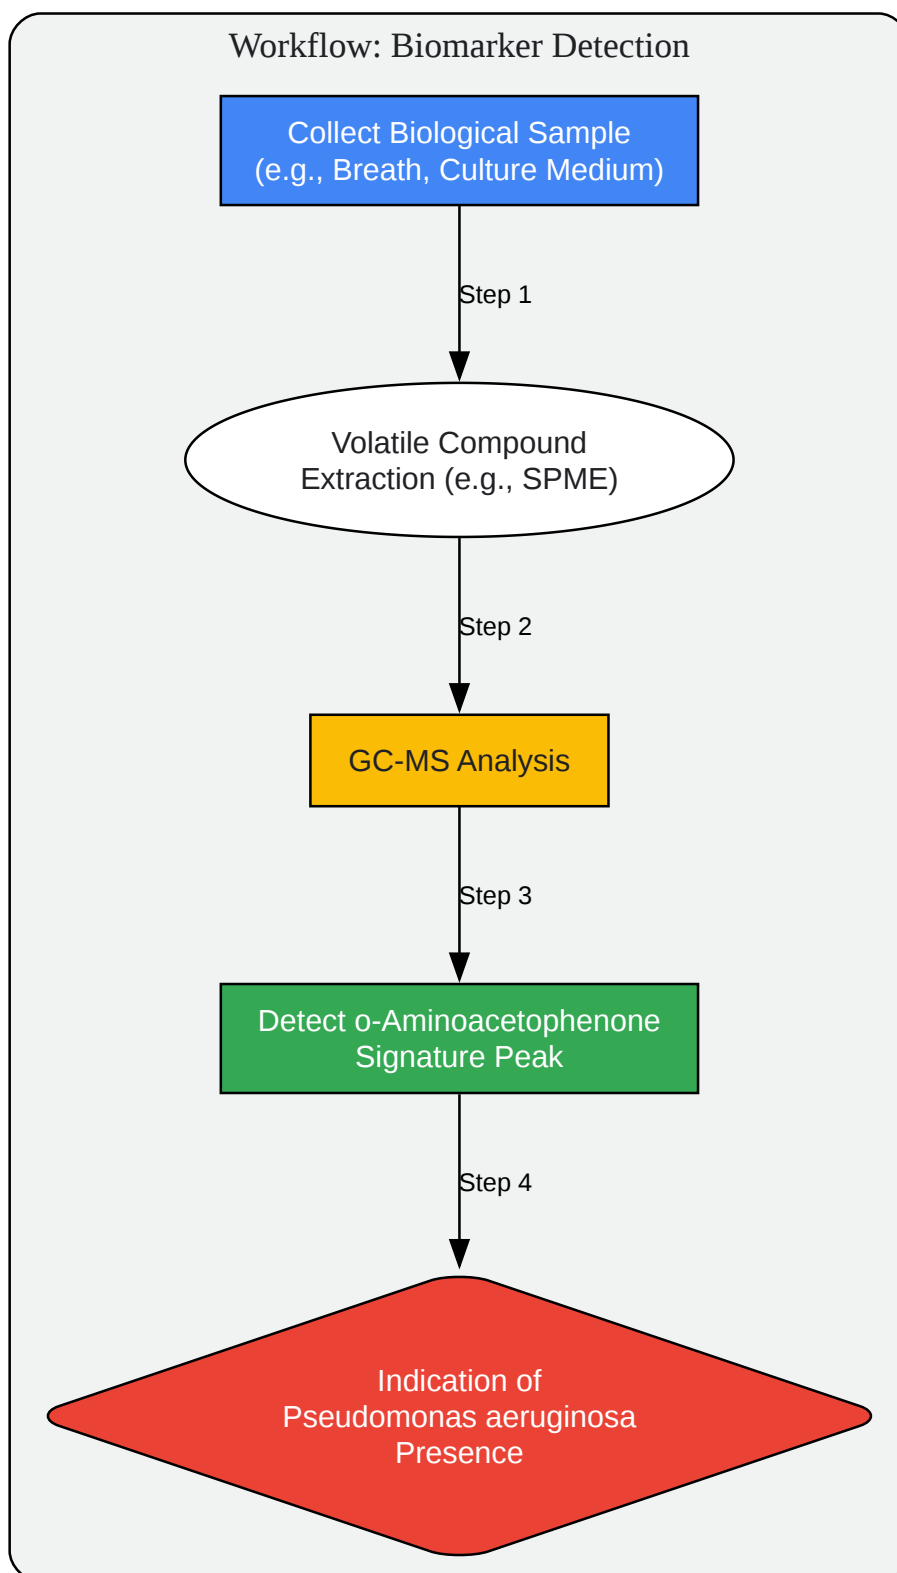 Workflow: Biomarker Detection
Collect Biological Sample
(e.g., Breath, Culture Medium)
Step 1
Volatile Compound
Extraction (e.g., SPME)
Step 2
GC-MS Analysis
Step 3
Detect o-Aminoacetophenone
Signature Peak
Step 4
Indication of
Pseudomonas aeruginosa
Presence